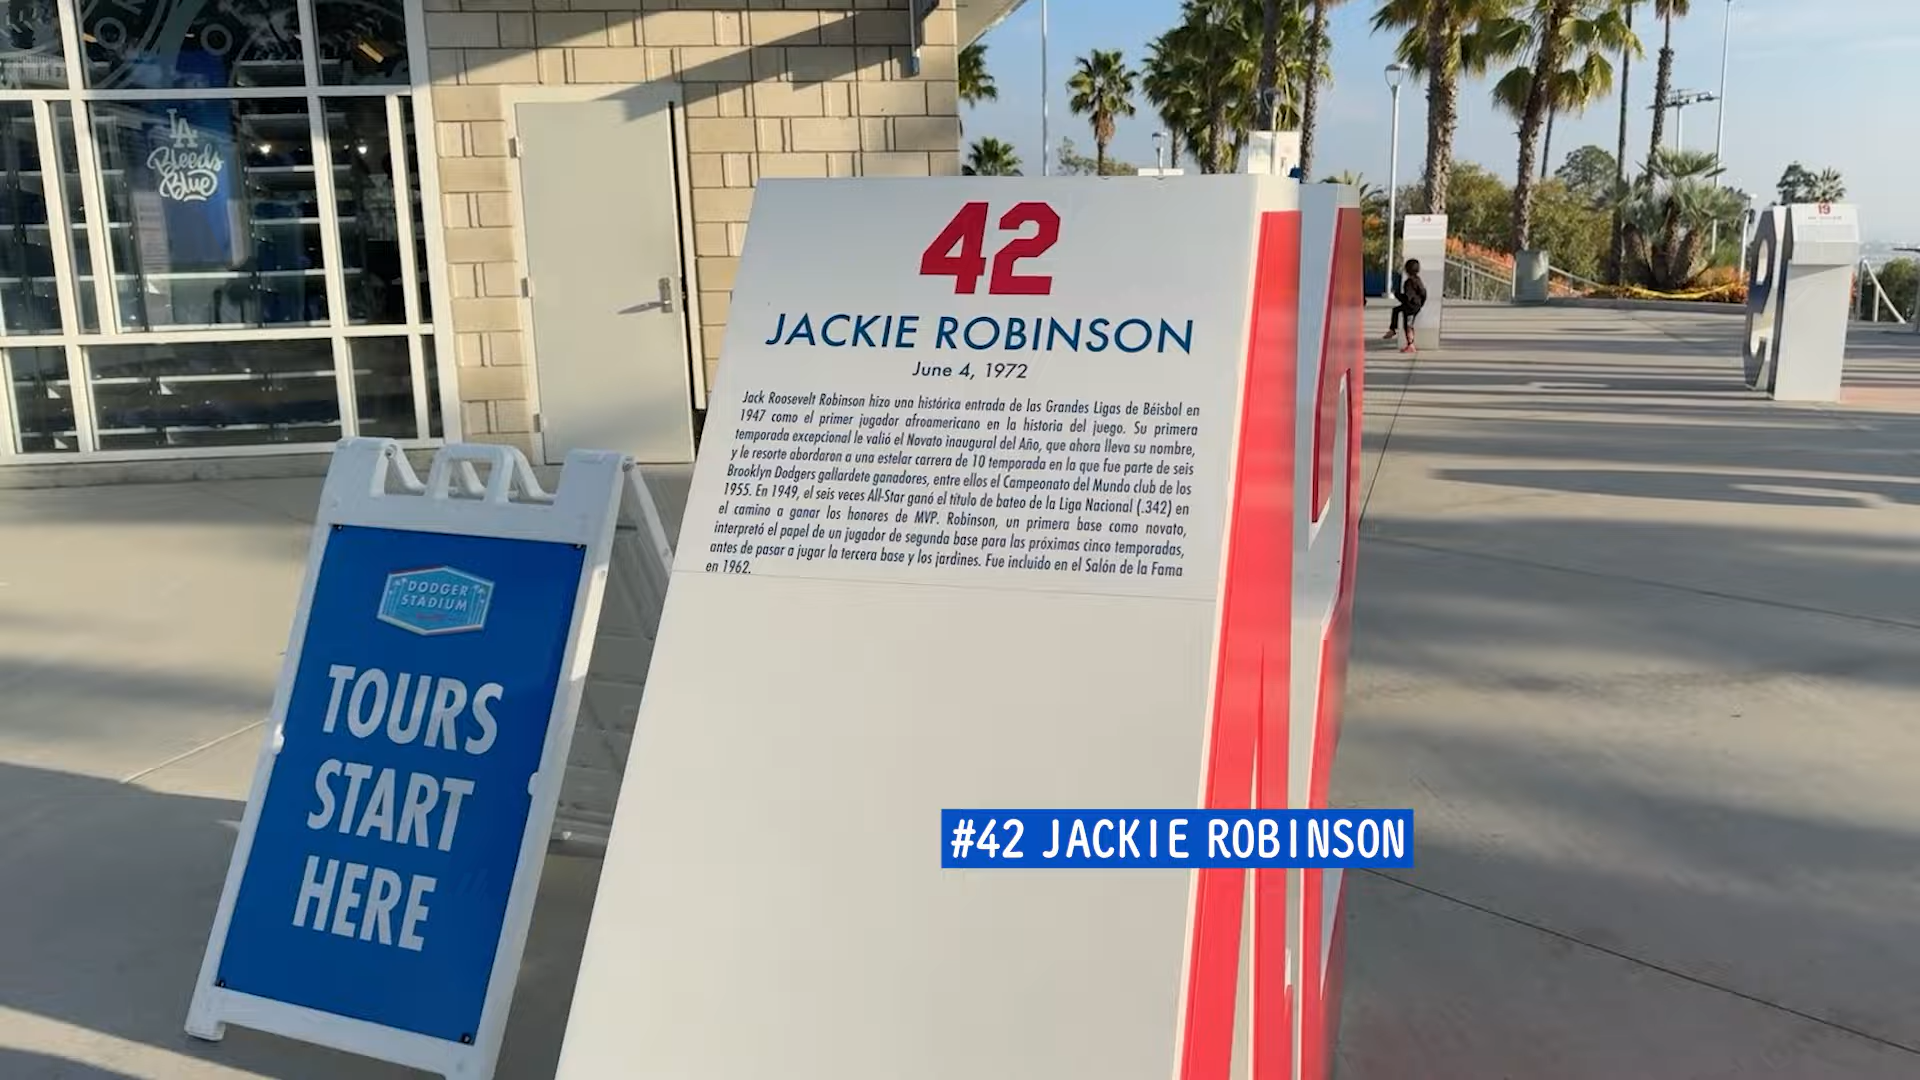 LA
Bleeds
Blue
42
JACKIE ROBINSON
June 4, 1972
Jack Roosevelt Robinson hizo una histórica entrada de las Grandes Ligas de Béisbol en
1947 como el primer jugador afroamericano en la historia del juego. Su primera
temporada excepcional le valió el Novato inaugural del Año, que ahora lleva su nombre,
y le resorte abordaron a una estelar carrera de 10 temporada en la que fue parte de seis
Brooklyn Dodgers gallardete ganadores, entre ellos el Campeonato del Mundo club de los
1955. En 1949, el seis veces All-Star ganó el título de bateo de la Liga Nacional (.342) en
el camino a ganar los honores de MVP. Robinson, un primera base como novato,
interpretó el papel de un jugador de segunda base para las próximas cinco temporadas,
antes de pasar a jugar la tercera base y los jardines. Fue incluido en el Salón de la Fama
en 1962.
34
19
DODGER
STADIUM
TOURS
START
HERE
#42 JACKIE ROBINSON